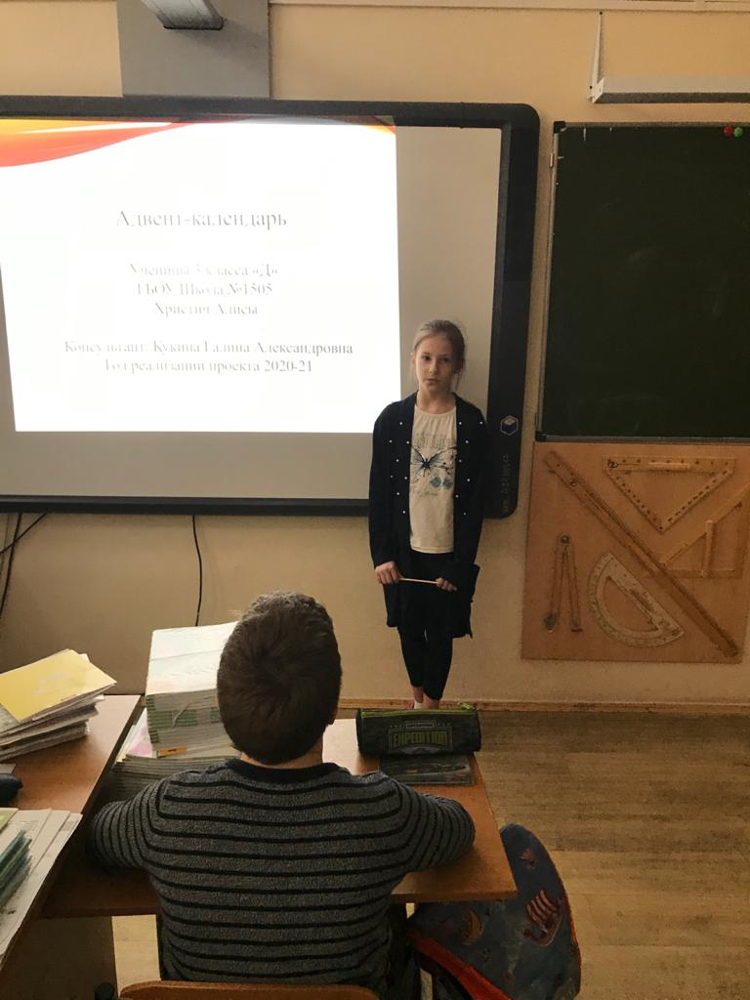 Адвент-календарь
Ученицы 3 класса «Д»
ГБОУ Школа №1505
Христич Алисы
Консультант: Кукина Галина Александровна
Год реализации проекта 2020-21
EXPEDITION